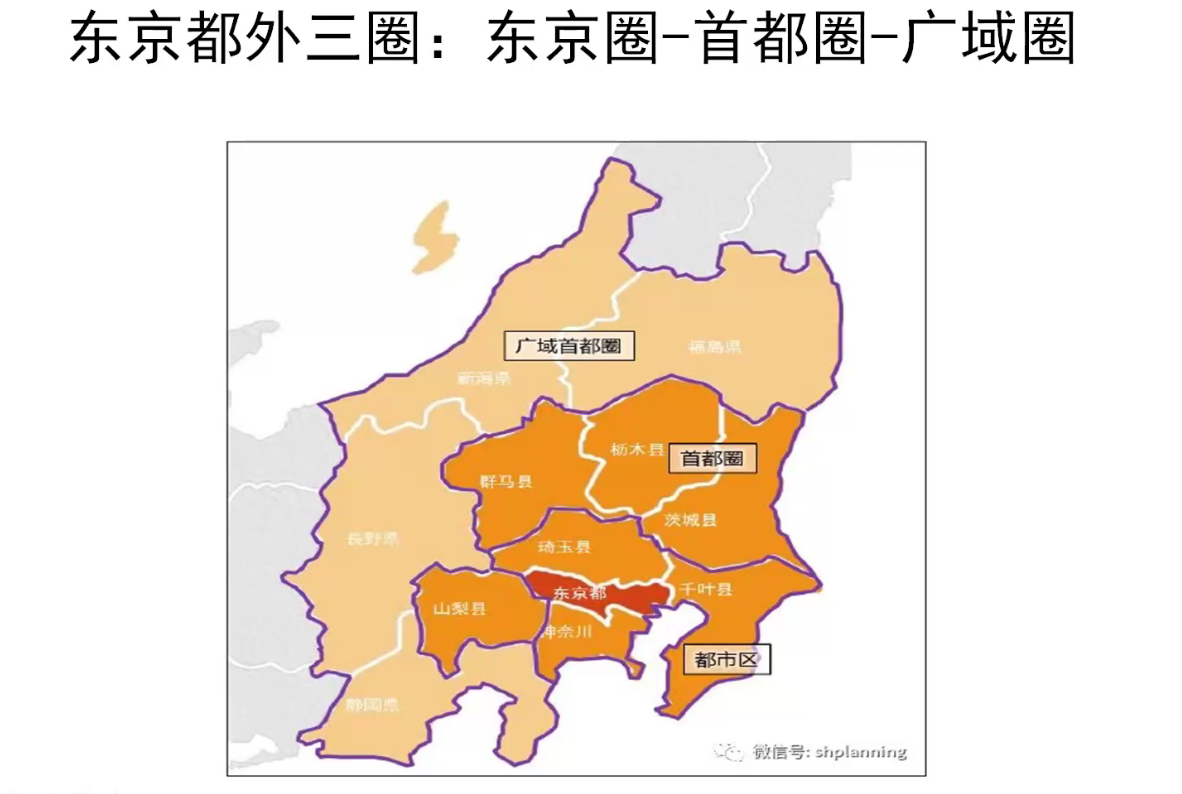 东京都外三圈：东京圈-首都圈-广域圈
广域首都圈
福島県
新潟県
栃木县
首都圈
群马县
茨城县
長野県
琦玉县
东京都
千叶县
山梨县
神奈川
都市区
静岡県
微信号: shplanning